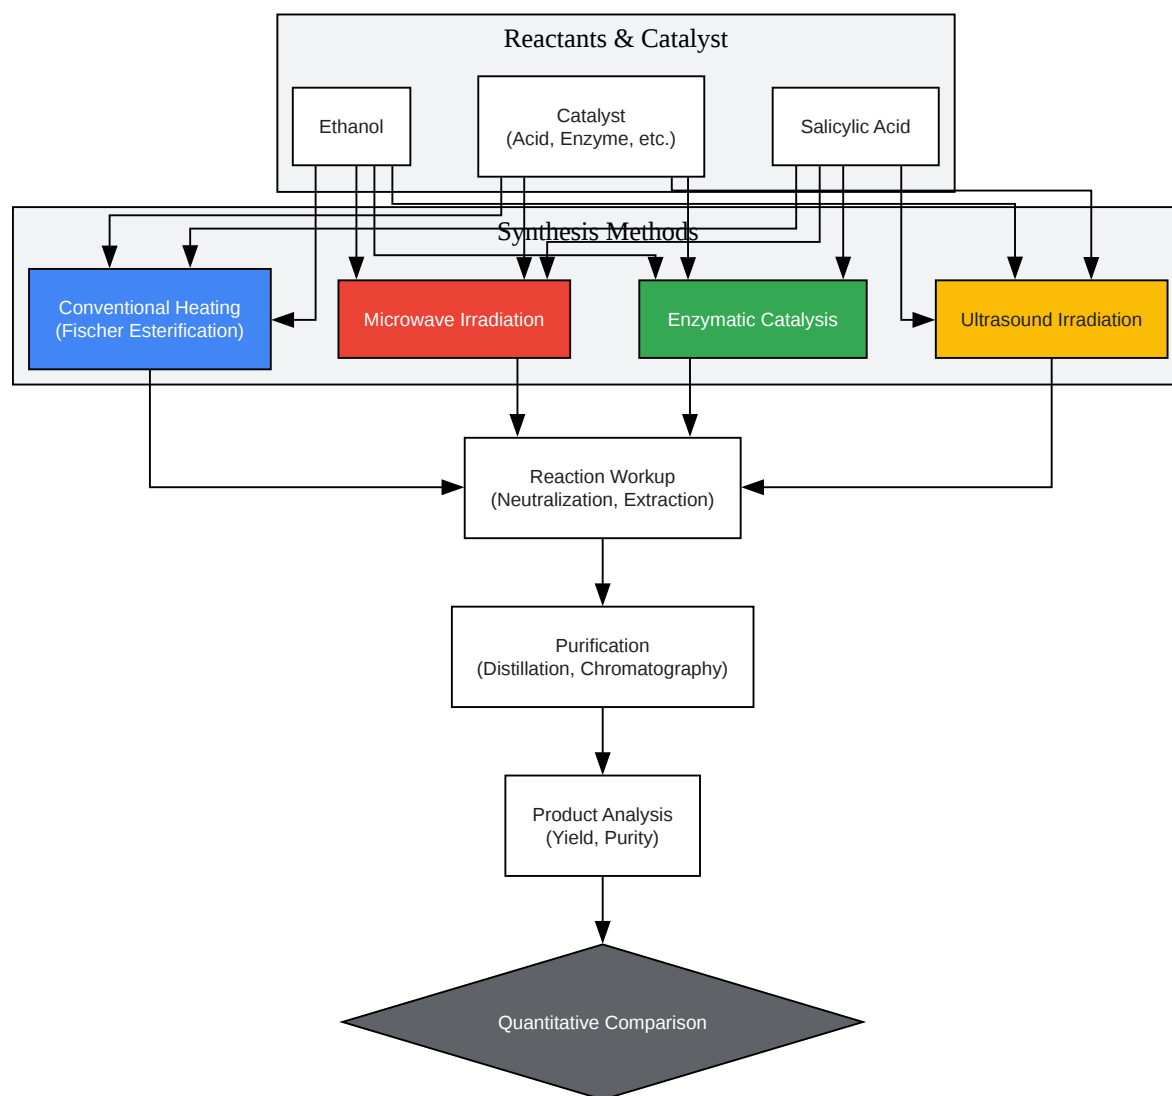 Reactants & Catalyst
Ethanol
Catalyst
(Acid, Enzyme, etc.)
Salicylic Acid
Synthesis Methods
Conventional Heating
(Fischer Esterification)
Microwave Irradiation
Enzymatic Catalysis
Ultrasound Irradiation
Reaction Workup
(Neutralization, Extraction)
Purification
(Distillation, Chromatography)
Product Analysis
(Yield, Purity)
Quantitative Comparison